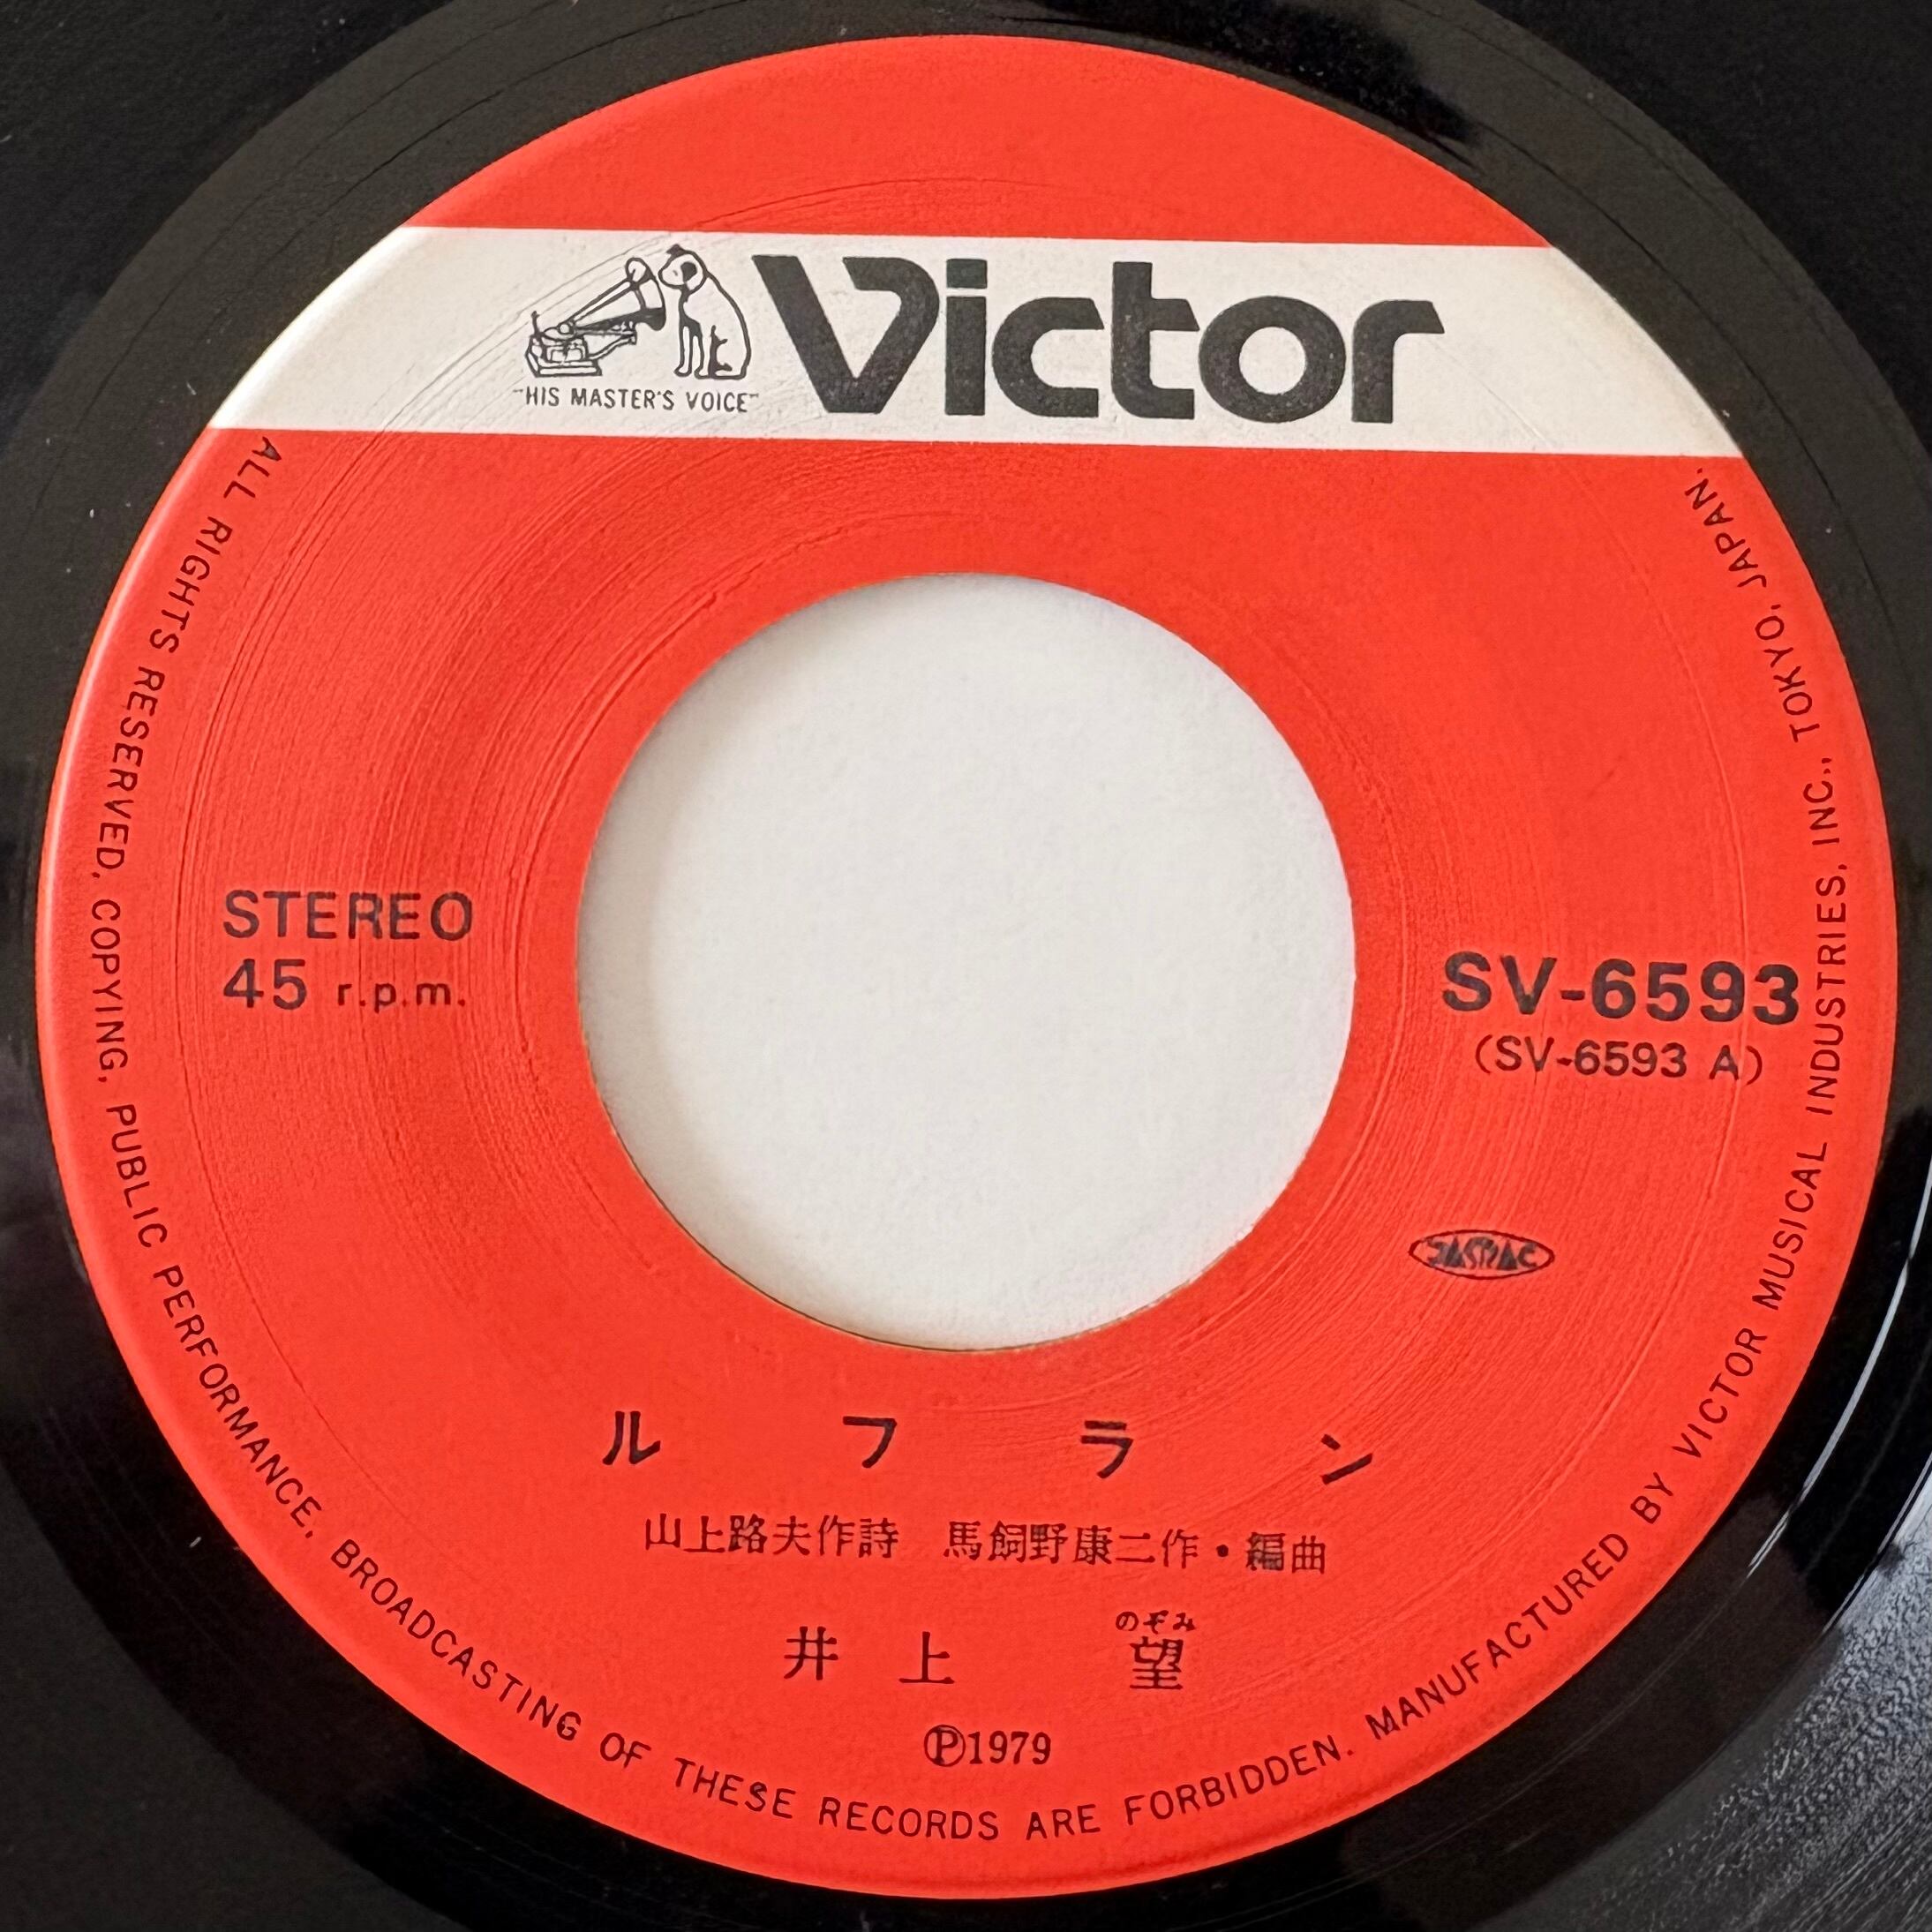 Victor
"HIS MASTER'S VOICE"
STEREO
45 r.p.m.
SV-6593
(SV-6593 A)
JASRAC
ルフラン
山上路夫作詩 馬飼野康二作・編曲
のぞみ
井上 望
Ⓟ1979
ALL RIGHTS RESERVED. COPYING, PUBLIC PERFORMANCE, BROADCASTING OF THESE RECORDS ARE FORBIDDEN. MANUFACTURED BY VICTOR MUSICAL INDUSTRIES, INC., TOKYO, JAPAN.